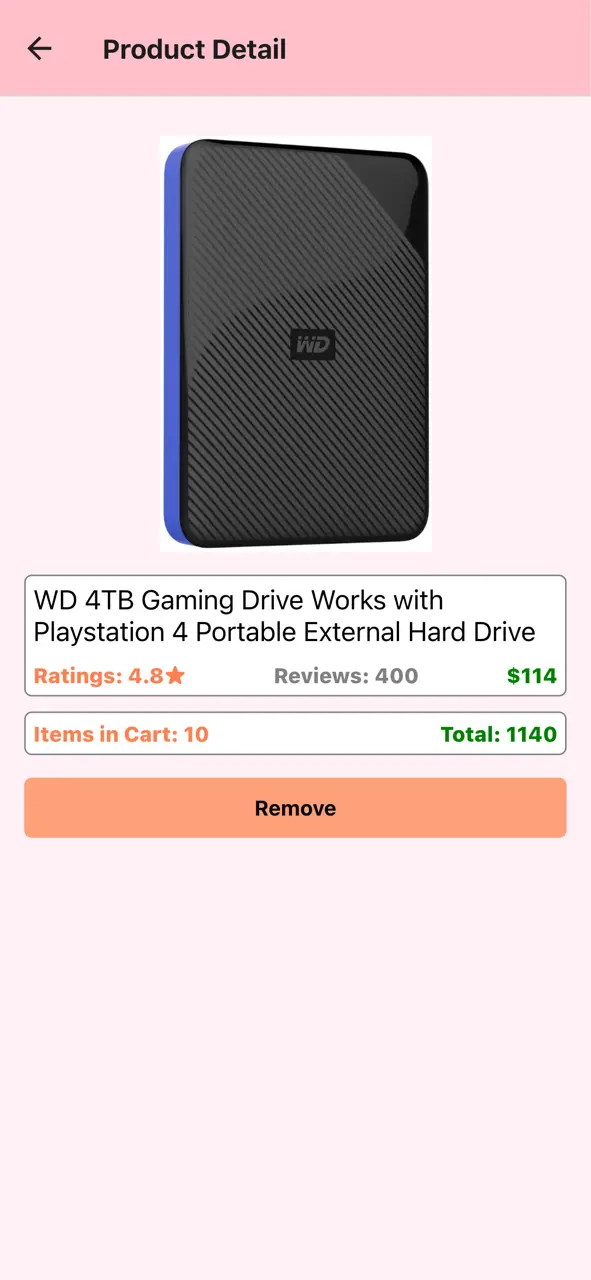 Product Detail
WD
WD 4TB Gaming Drive Works with
Playstation 4 Portable External Hard Drive
Ratings: 4.8★ Reviews: 400 $114
Items in Cart: 10 Total: 1140
Remove